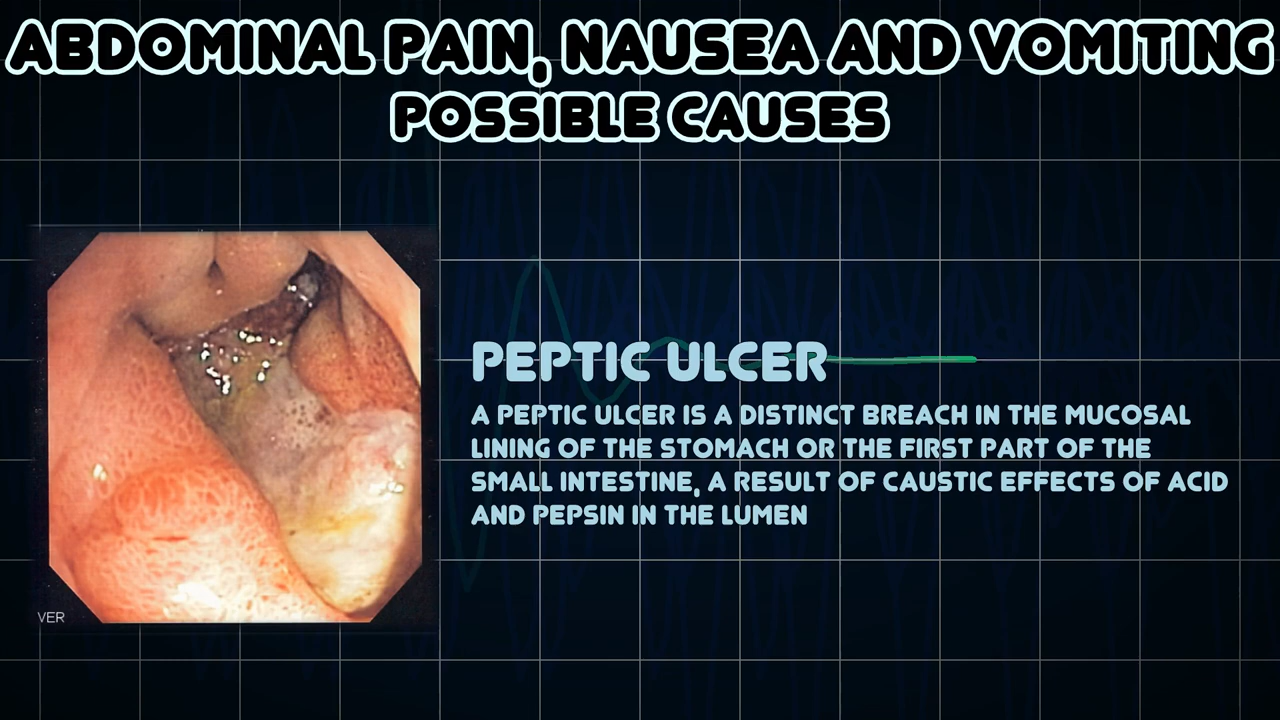 ABDOMINAL PAIN, NAUSEA AND VOMITING
POSSIBLE CAUSES
PEPTIC ULCER
A PEPTIC ULCER IS A DISTINCT BREACH IN THE MUCOSAL
LINING OF THE STOMACH OR THE FIRST PART OF THE
SMALL INTESTINE, A RESULT OF CAUSTIC EFFECTS OF ACID
AND PEPSIN IN THE LUMEN
VER